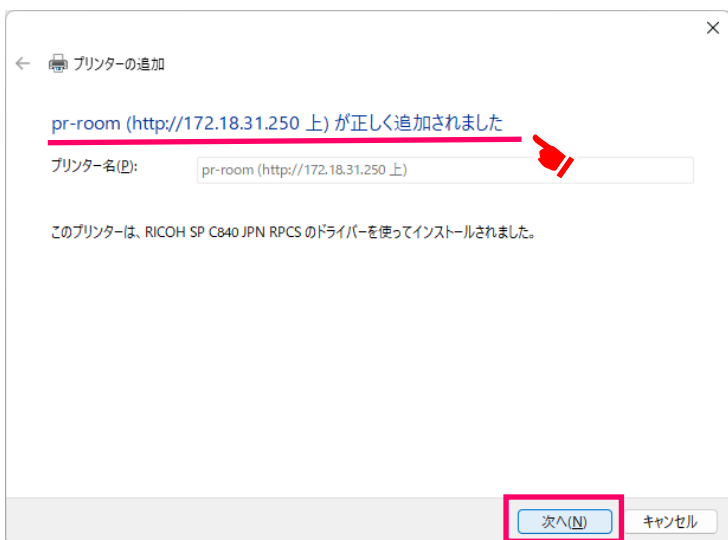 プリンターの追加
pr-room (http://172.18.31.250 上) が正しく追加されました
プリンター名(P):
pr-room (http://172.18.31.250 上)
このプリンターは、RICOH SP C840 JPN RPCS のドライバーを使ってインストールされました。
次へ(N)
キャンセル